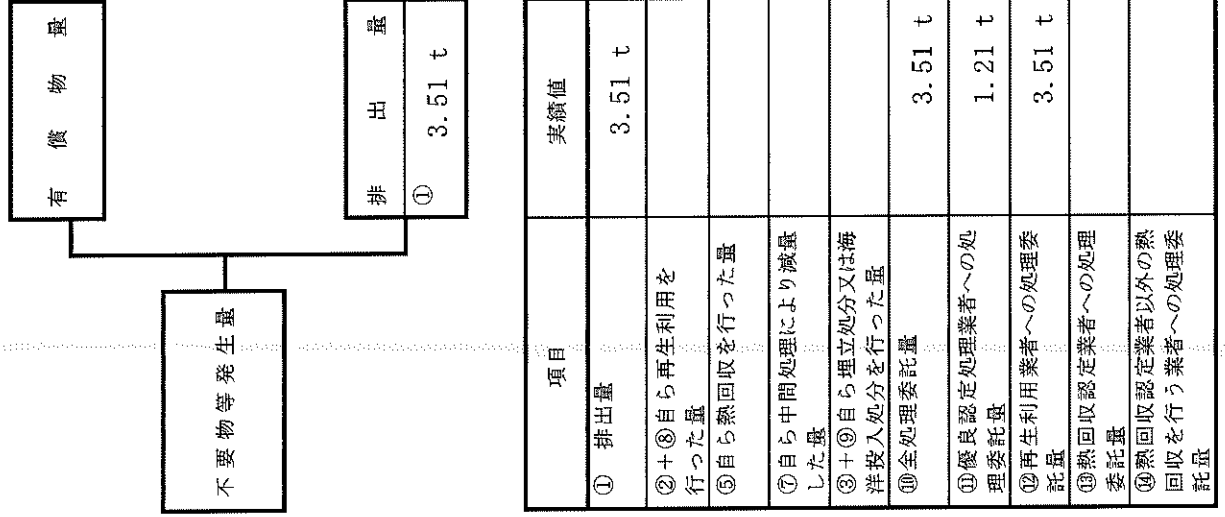 不要物等発生量
有償物量
排出量
① 3.51 t
項目 実績値
① 排出量 3.51 t
②+⑧自ら再生利用を
行った量
⑤自ら熱回収を行った量
⑦自ら中間処理により減量
した量
③+⑨自ら埋立処分又は海
洋投入処分を行った量
⑩全処理委託量 3.51 t
⑪優良認定処理業者への処
理委託量 1.21 t
⑫再生利用業者への処理委
託量 3.51 t
⑬熱回収認定業者への処理
委託量
⑭熱回収認定業者以外の熱
回収を行う業者への処理委
託量